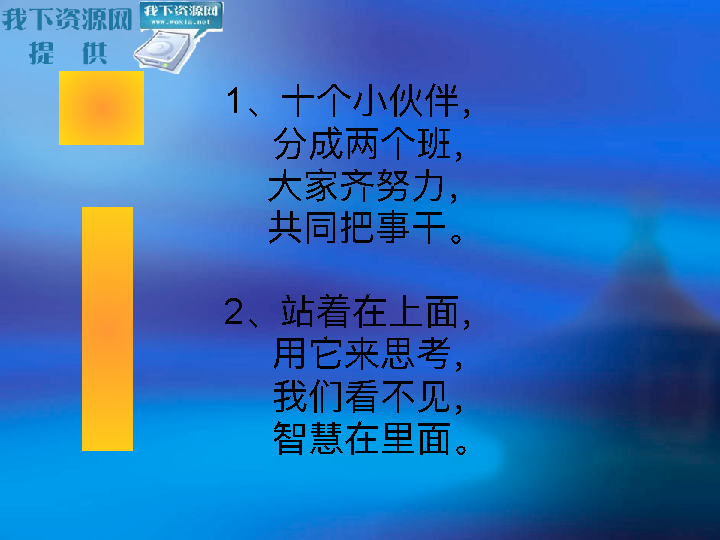 我下资源网
提 供
我下资源网
www.woxia.net
1、十个小伙伴，
分成两个班，
大家齐努力，
共同把事干。
2、站着在上面，
用它来思考，
我们看不见，
智慧在里面。